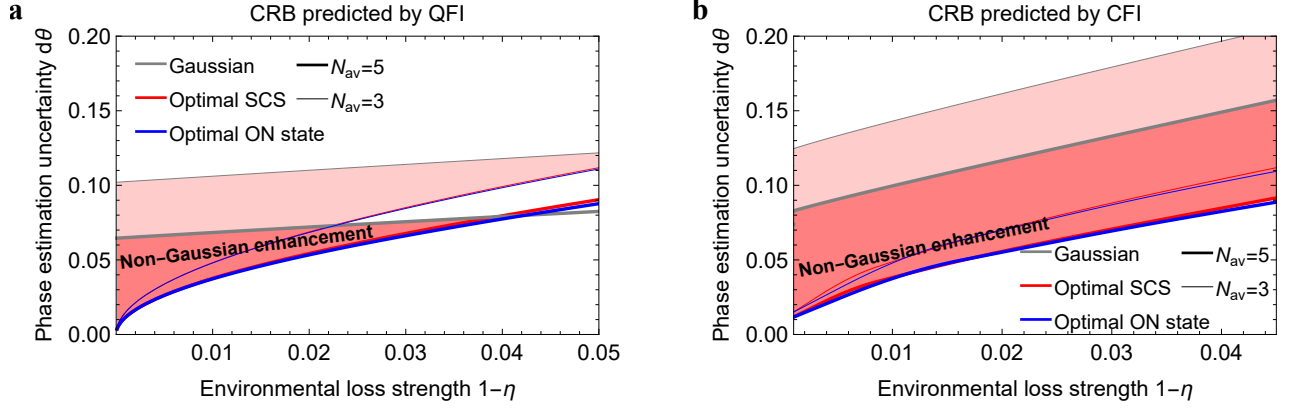 a
CRB predicted by QFI
Phase estimation uncertainty dθ
0.20
0.15
0.10
0.05
0.00
Gaussian
Optimal SCS
Optimal ON state
Nav=5
Nav=3
Non-Gaussian enhancement
0.01 0.02 0.03 0.04 0.05
Environmental loss strength 1-η
b
CRB predicted by CFI
Phase estimation uncertainty dθ
0.20
0.15
0.10
0.05
0.00
Non-Gaussian enhancement
Gaussian
Optimal SCS
Optimal ON state
Nav=5
Nav=3
0.01 0.02 0.03 0.04
Environmental loss strength 1-η